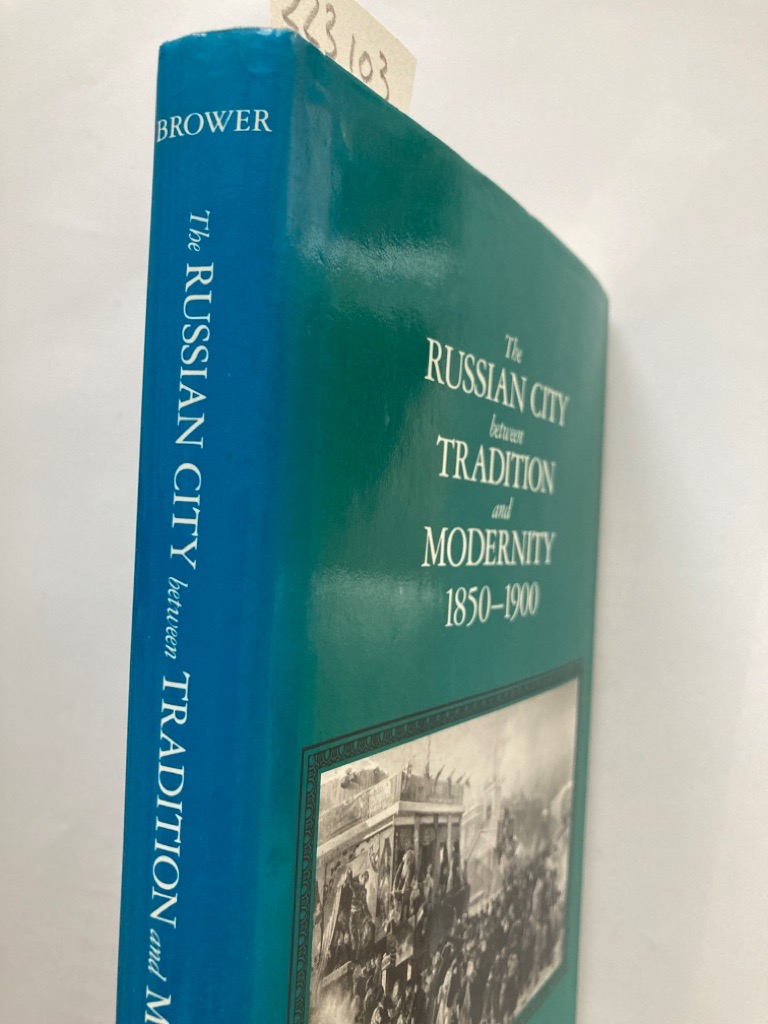 223103
BROWER
The RUSSIAN CITY between TRADITION and M
The
RUSSIAN CITY
between
TRADITION
and
MODERNITY
1850–1900